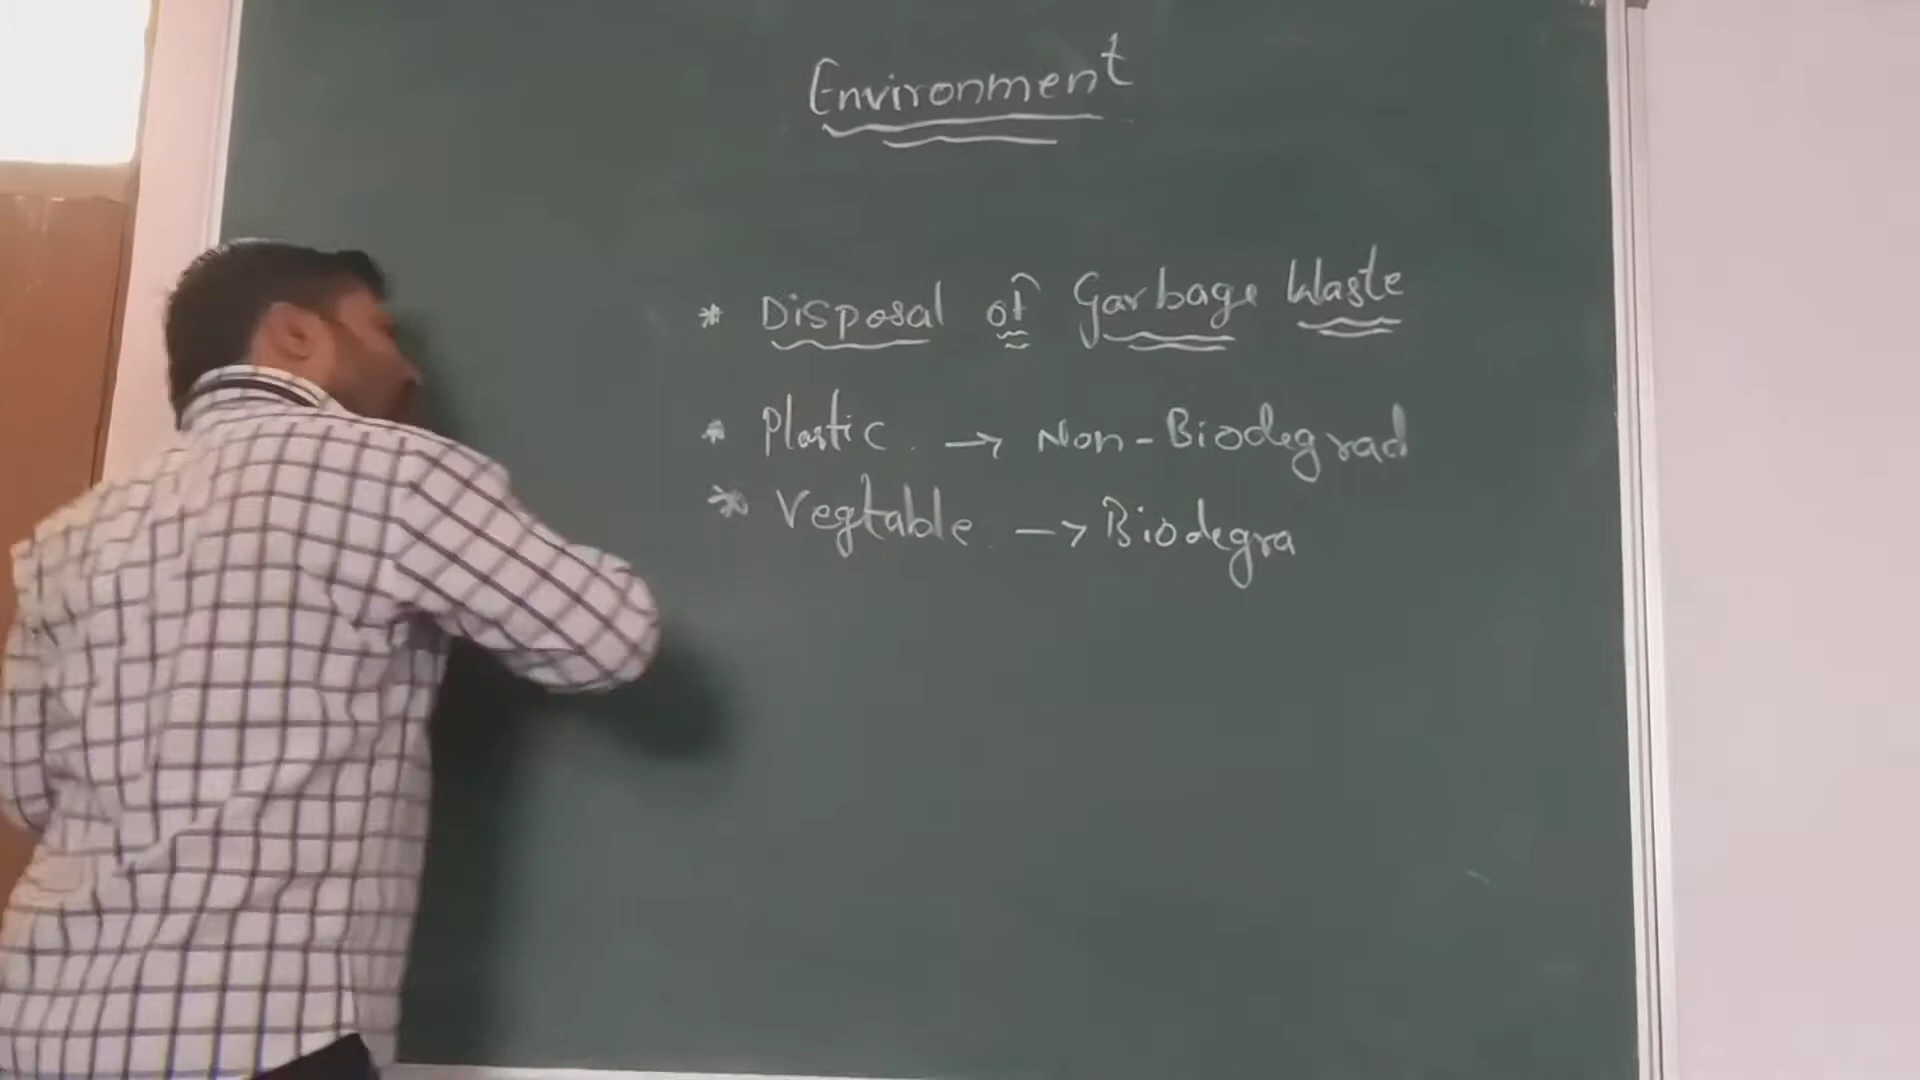 Environment
* Disposal of Garbage Waste
* Plastic. → Non-Biodegrad
* Vegtable. → Biodegra